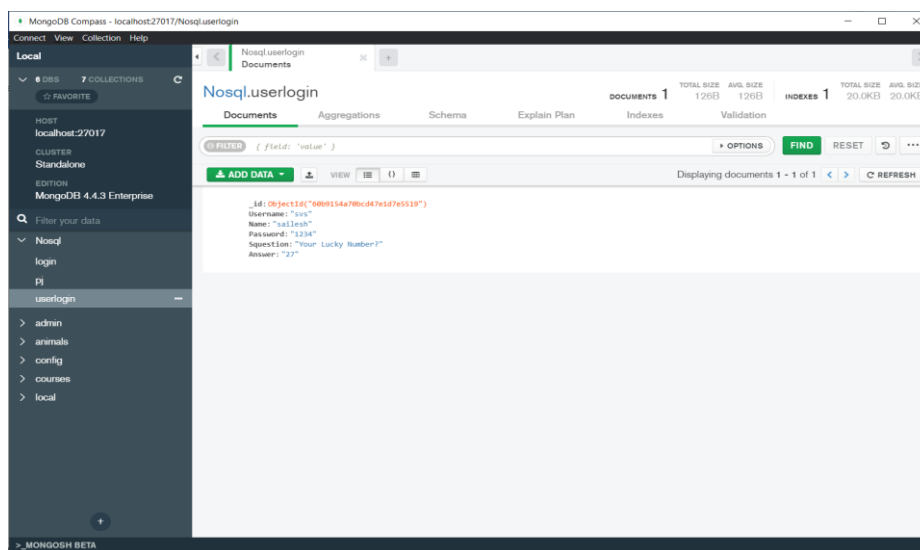 MongoDB Compass - localhost:27017/Nosql.userlogin
Connect View Collection Help
Local
6 DBS 7 COLLECTIONS
FAVORITE
HOST
localhost:27017
CLUSTER
Standalone
EDITION
MongoDB 4.4.3 Enterprise
Filter your data
Nosql
login
pj
userlogin
admin
animals
config
courses
local
>_MONGOSH BETA
Nosql.userlogin
Documents
Nosql.userlogin
DOCUMENTS 1 TOTAL SIZE 126B AVG. SIZE 126B INDEXES 1 TOTAL SIZE 20.0KB AVG. SIZE 20.0KB
Documents Aggregations Schema Explain Plan Indexes Validation
FILTER { field: 'value' } OPTIONS FIND RESET ...
ADD DATA VIEW {} Displaying documents 1 - 1 of 1 < > REFRESH
_id: ObjectId("60b9154a70bcd47e1d7e5519")
Username: "svs"
Name: "sailesh"
Password: "1234"
Squestion: "Your Lucky Number?"
Answer: "27"